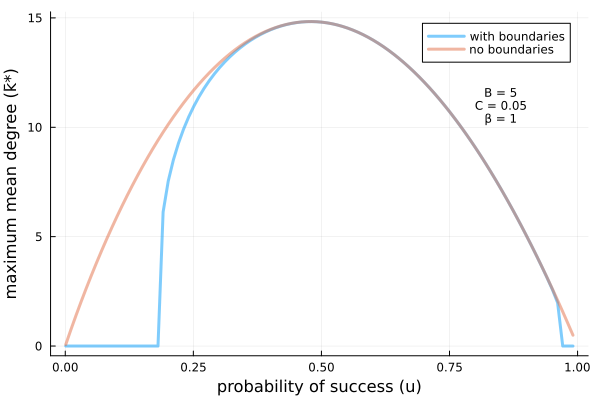 maximum mean degree (k̄*)
15
10
5
0
with boundaries
no boundaries
B = 5
C = 0.05
β = 1
0.00 0.25 0.50 0.75 1.00
probability of success (u)